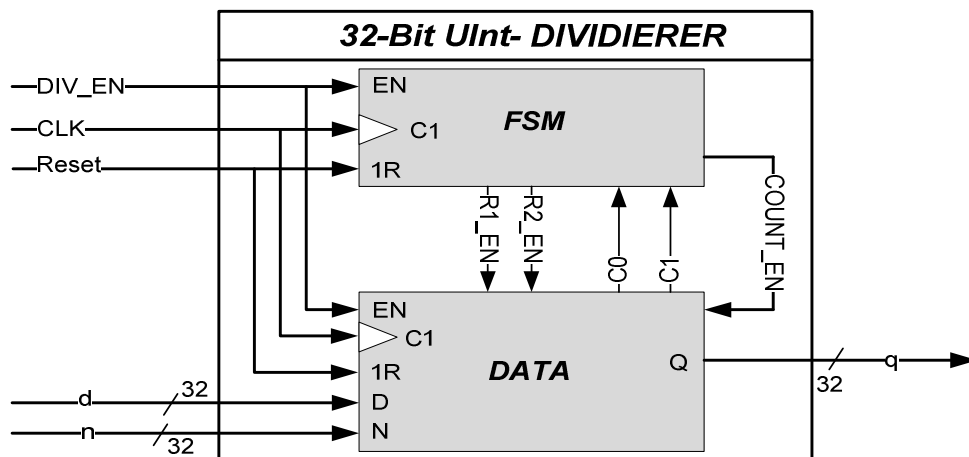 32-Bit UInt- DIVIDIERER
DIV_EN
EN
FSM
CLK
C1
Reset
1R
R1_EN
R2_EN
C0
C1
COUNT_EN
EN
C1
1R
DATA
Q
q
32
d
32
D
n
32
N